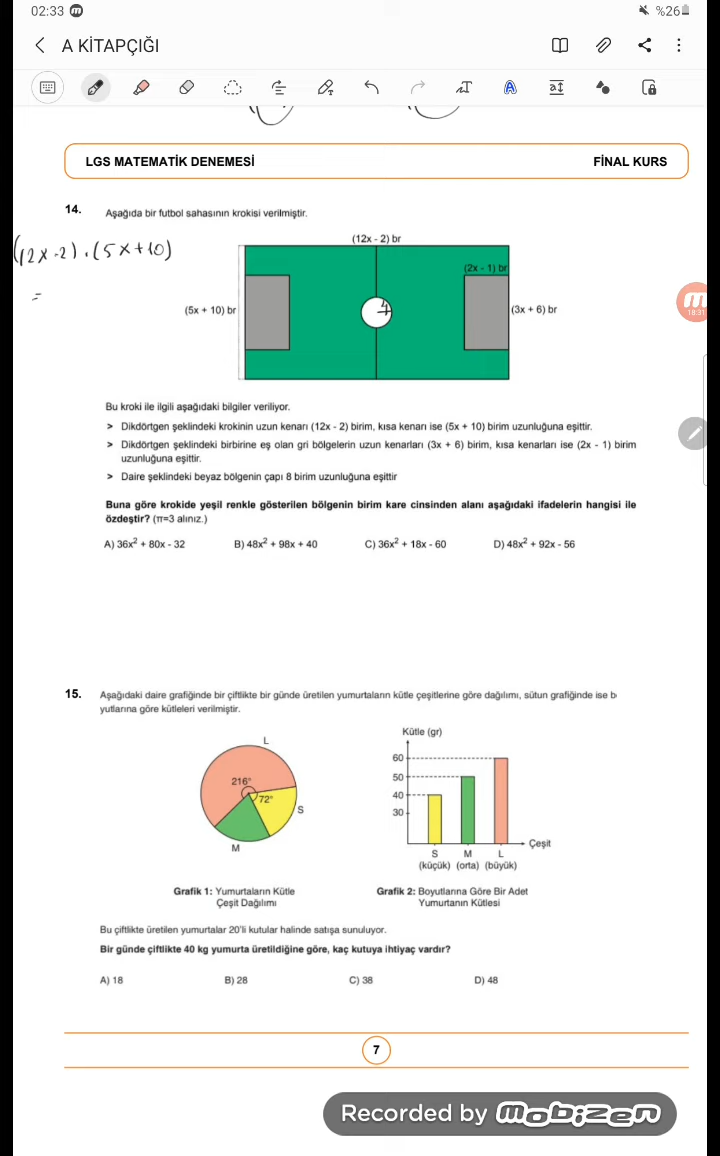 02:33
%26
A KİTAPÇIĞI
LGS MATEMATİK DENEMESİ
FİNAL KURS
14. Aşağıda bir futbol sahasının krokisi verilmiştir.
(12x-2).(5x+10)
=
(12x - 2) br
(2x - 1) br
(5x + 10) br
4
(3x + 6) br
18:31
Bu kroki ile ilgili aşağıdaki bilgiler veriliyor.
> Dikdörtgen şeklindeki krokinin uzun kenarı (12x - 2) birim, kısa kenarı ise (5x + 10) birim uzunluğuna eşittir.
> Dikdörtgen şeklindeki birbirine eş olan gri bölgelerin uzun kenarları (3x + 6) birim, kısa kenarları ise (2x - 1) birim
uzunluğuna eşittir.
> Daire şeklindeki beyaz bölgenin çapı 8 birim uzunluğuna eşittir
Buna göre krokide yeşil renkle gösterilen bölgenin birim kare cinsinden alanı aşağıdaki ifadelerin hangisi ile
özdeştir? (π=3 alınız.)
A) 36x² + 80x - 32 B) 48x² + 98x + 40 C) 36x² + 18x - 60 D) 48x² + 92x - 56
15. Aşağıdaki daire grafiğinde bir çiftlikte bir günde üretilen yumurtaların kütle çeşitlerine göre dağılımı, sütun grafiğinde ise b
yutlarına göre kütleleri verilmiştir.
L
216°
72°
S
M
Kütle (gr)
60
50
40
30
Çeşit
S M L
(küçük) (orta) (büyük)
Grafik 1: Yumurtaların Kütle
Çeşit Dağılımı
Grafik 2: Boyutlarına Göre Bir Adet
Yumurtanın Kütlesi
Bu çiftlikte üretilen yumurtalar 20'li kutular halinde satışa sunuluyor.
Bir günde çiftlikte 40 kg yumurta üretildiğine göre, kaç kutuya ihtiyaç vardır?
A) 18 B) 28 C) 38 D) 48
7
Recorded by mobizen